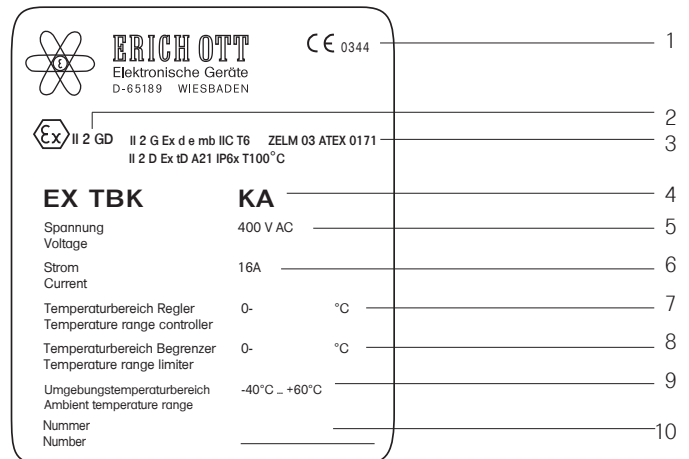 ERICH OTT
Elektronische Geräte
D-65189 WIESBADEN
CE 0344
1
2
εx II 2 GD II 2 G Ex d e mb IIC T6 ZELM 03 ATEX 0171
3
II 2 D Ex tD A21 IP6x T100°C
EX TBK KA
4
Spannung 400 V AC
5
Voltage
Strom 16A
6
Current
Temperaturbereich Regler 0- °C
7
Temperature range controller
Temperaturbereich Begrenzer 0- °C
8
Temperature range limiter
Umgebungstemperaturbereich -40°C ... +60°C
9
Ambient temperature range
Nummer
10
Number